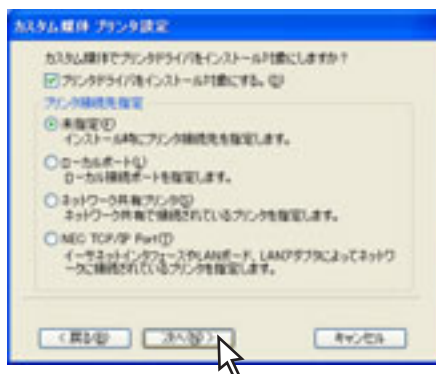 カスタム媒体 プリンタ設定
カスタム媒体でプリンタドライバをインストール対象にしますか?
プリンタドライバをインストール対象にする。(I)
プリンタ接続先指定
未指定(E)
インストール時にプリンタ接続先を指定します。
ローカルポート(L)
ローカル接続ポートを指定します。
ネットワーク共有プリンタ(S)
ネットワーク共有で接続されているプリンタを指定します。
NEC TCP/IP Port(T)
イーサネットインタフェースやLANボード、LANアダプタによってネットワ
ークに接続されているプリンタを指定します。
< 戻る(B)
次へ(N) >
キャンセル